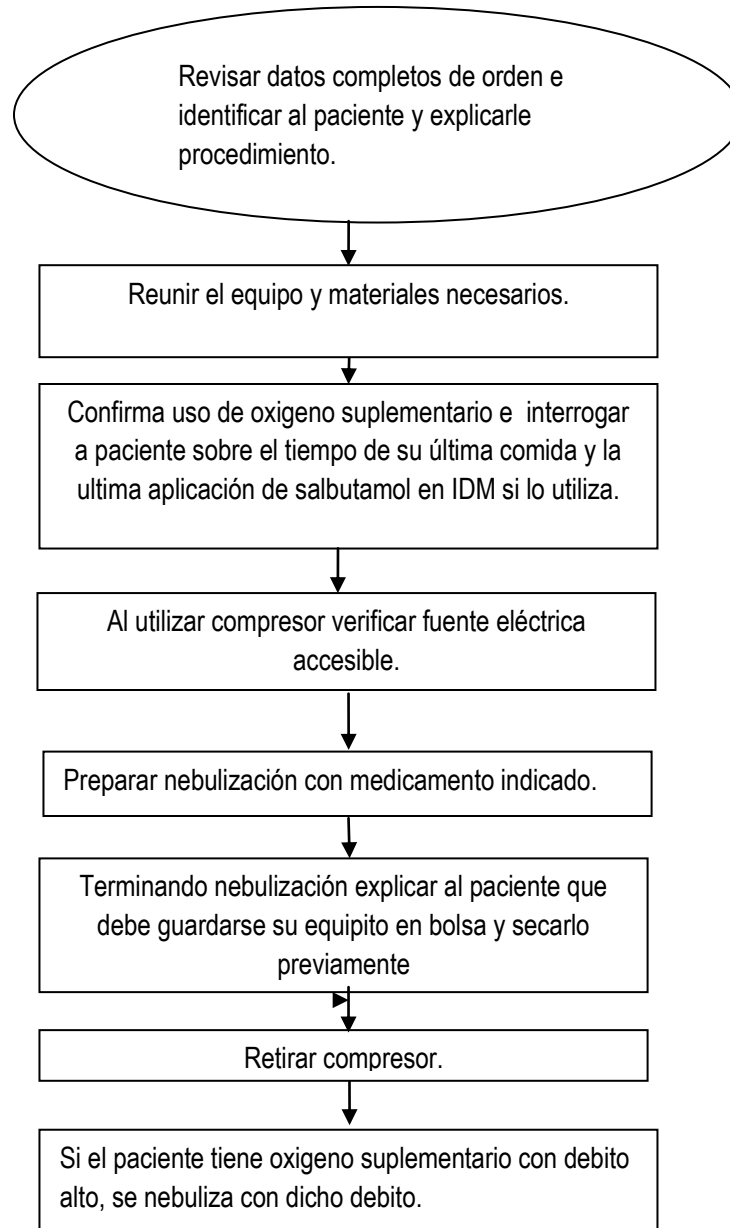 Revisar datos completos de orden e
identificar al paciente y explicarle
procedimiento.
Reunir el equipo y materiales necesarios.
Confirma uso de oxigeno suplementario e interrogar
a paciente sobre el tiempo de su última comida y la
ultima aplicación de salbutamol en IDM si lo utiliza.
Al utilizar compresor verificar fuente eléctrica
accesible.
Preparar nebulización con medicamento indicado.
Terminando nebulización explicar al paciente que
debe guardarse su equipito en bolsa y secarlo
previamente
Retirar compresor.
Si el paciente tiene oxigeno suplementario con debito
alto, se nebuliza con dicho debito.